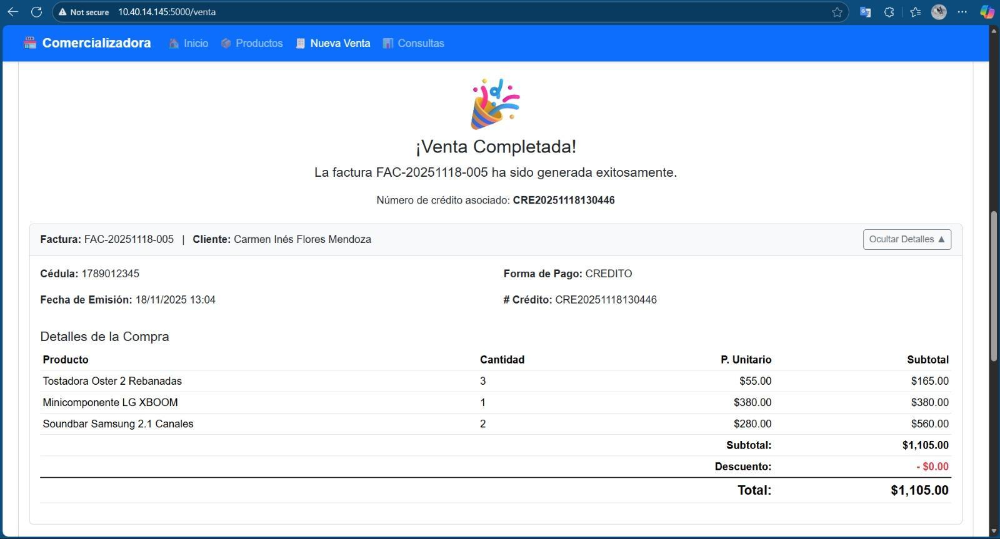 Not secure 10.40.14.145:5000/venta
Comercializadora Inicio Productos Nueva Venta Consultas
¡Venta Completada!
La factura FAC-20251118-005 ha sido generada exitosamente.
Número de crédito asociado: CRE20251118130446
Factura: FAC-20251118-005 | Cliente: Carmen Inés Flores Mendoza Ocultar Detalles ▲
Cédula: 1789012345 Forma de Pago: CREDITO
Fecha de Emisión: 18/11/2025 13:04 # Crédito: CRE20251118130446
Detalles de la Compra
Producto Cantidad P. Unitario Subtotal
Tostadora Oster 2 Rebanadas 3 $55.00 $165.00
Minicomponente LG XBOOM 1 $380.00 $380.00
Soundbar Samsung 2.1 Canales 2 $280.00 $560.00
Subtotal: $1,105.00
Descuento: - $0.00
Total: $1,105.00